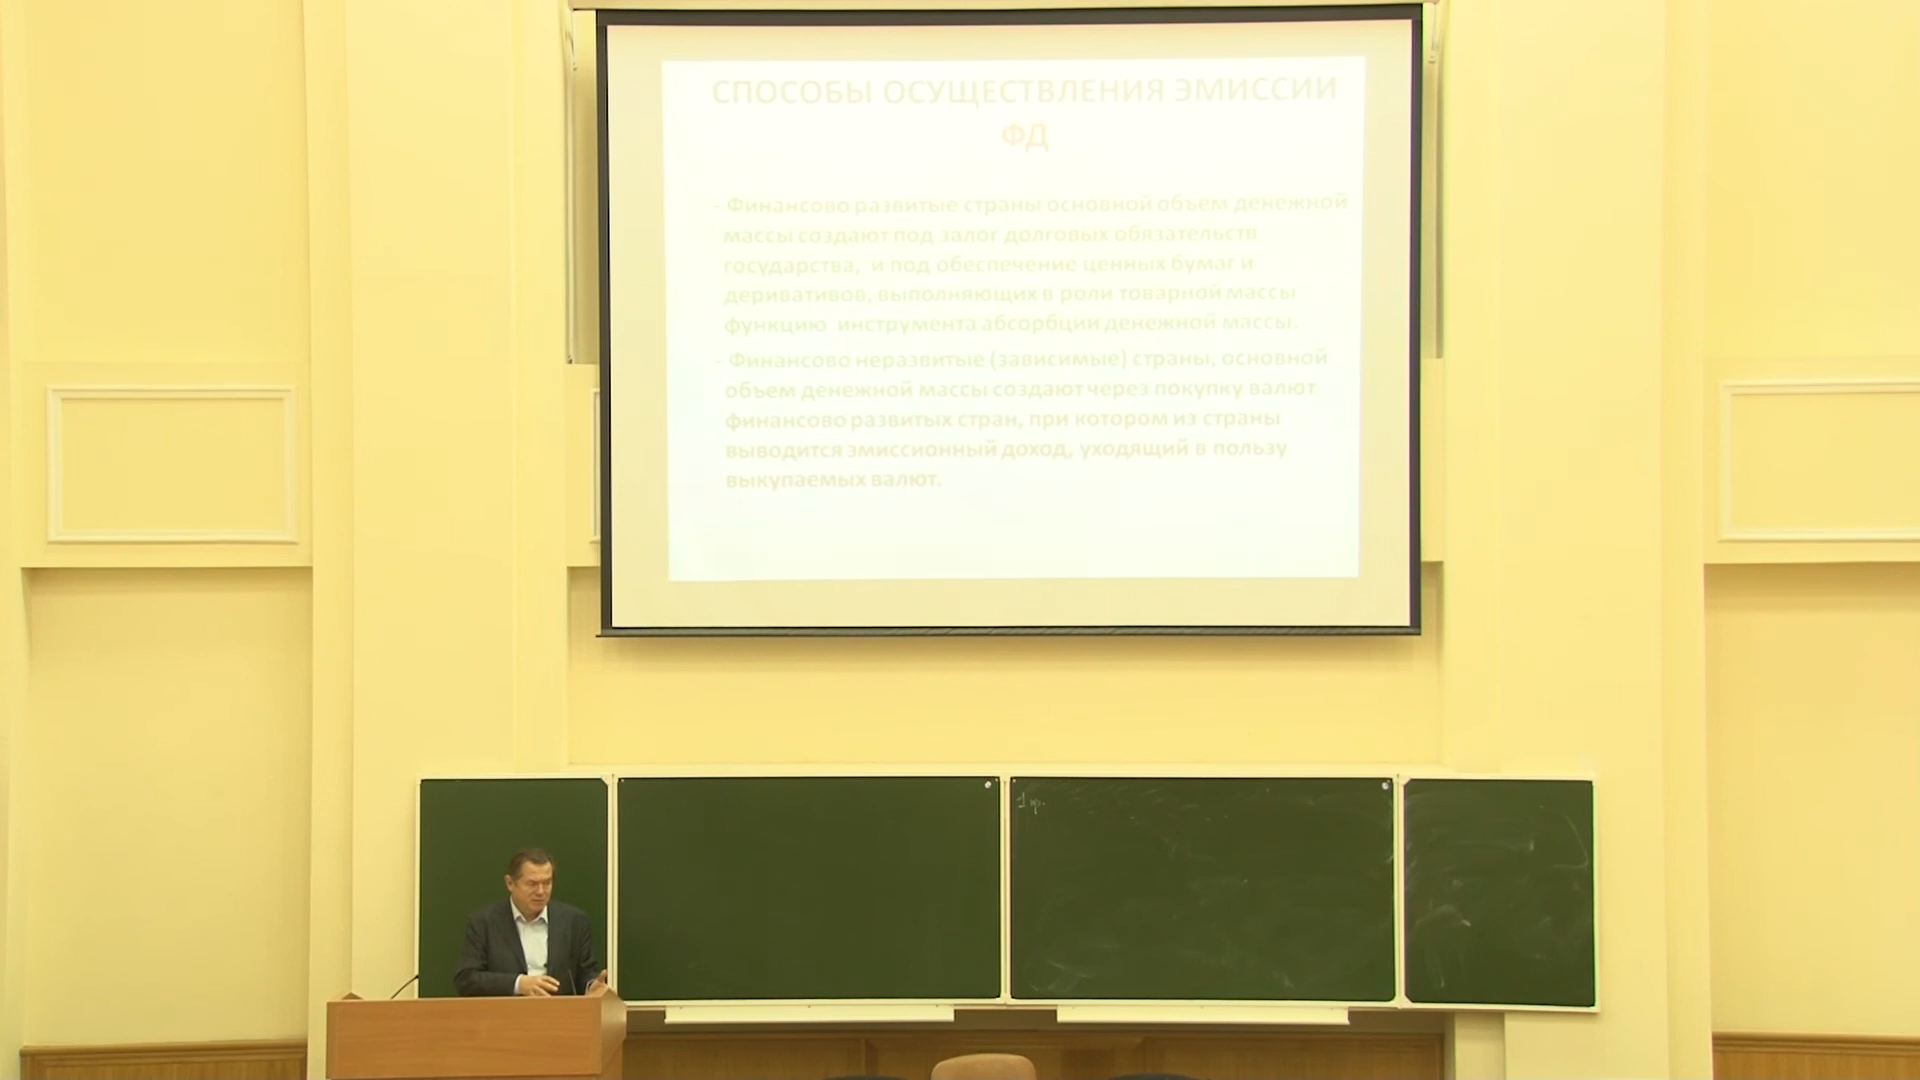 СПОСОБЫ ОСУЩЕСТВЛЕНИЯ ЭМИССИИ
ФД
- Финансово развитые страны основной объем денежной
массы создают под залог долговых обязательств
государства, и под обеспечение ценных бумаг и
деривативов, выполняющих в роли товарной массы
функцию инструмента абсорбции денежной массы.
- Финансово неразвитые (зависимые) страны, основной
объем денежной массы создают через покупку валют
финансово развитых стран, при котором из страны
выводится эмиссионный доход, уходящий в пользу
выкупаемых валют.